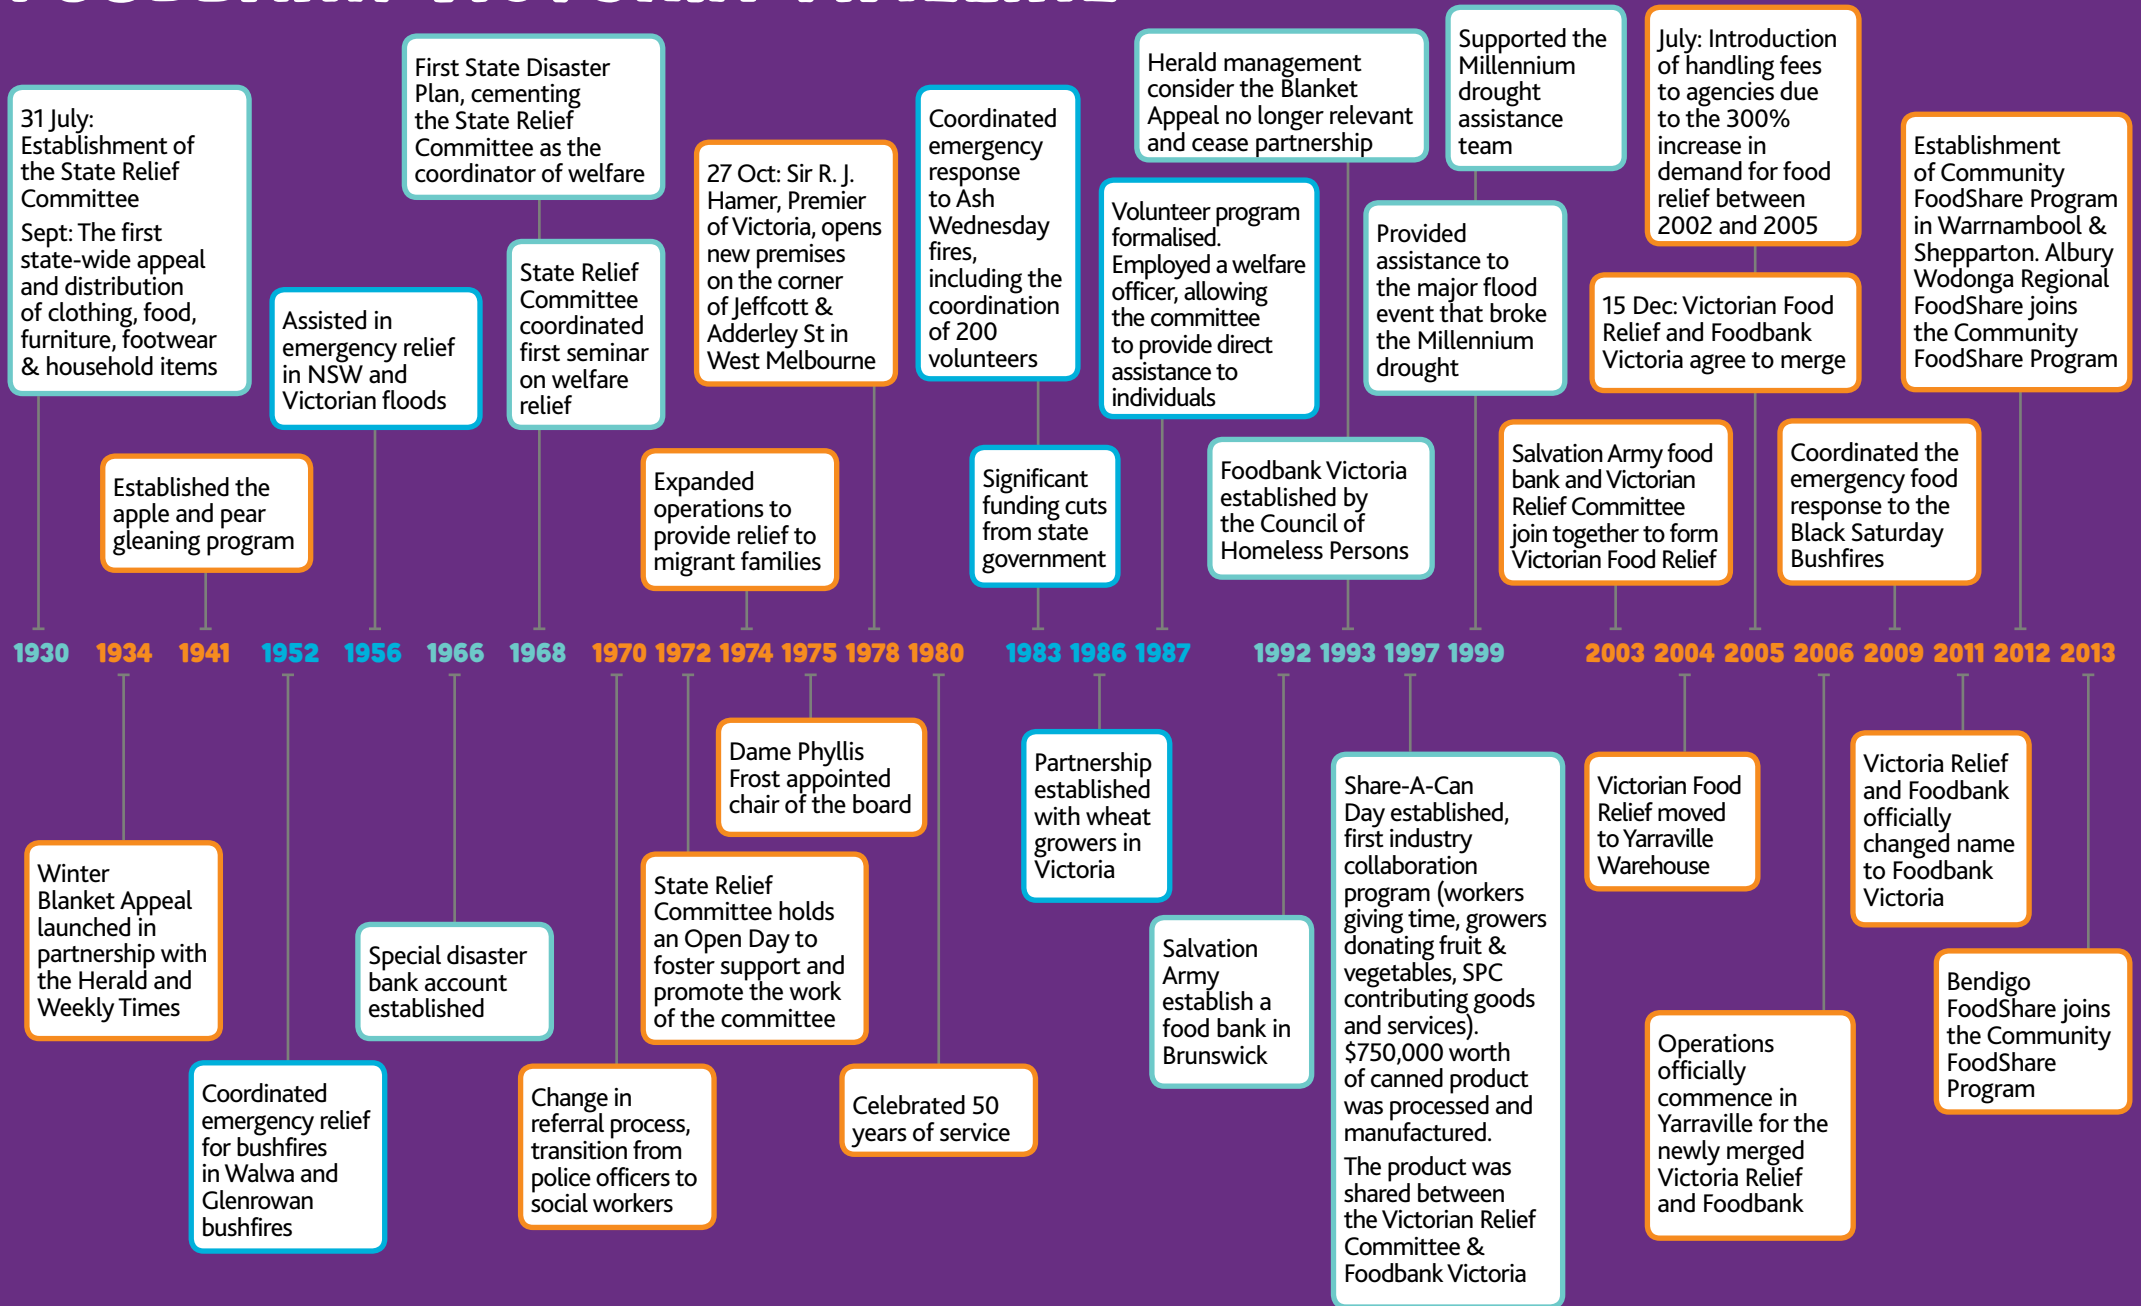 31 July:
Establishment of
the State Relief
Committee
Sept: The first
state-wide appeal
and distribution
of clothing, food,
furniture, footwear
& household items
Established the
apple and pear
gleaning program
Assisted in
emergency relief
in NSW and
Victorian floods
First State Disaster
Plan, cementing
the State Relief
Committee as the
coordinator of welfare
State Relief
Committee
coordinated
first seminar
on welfare
relief
Expanded
operations to
provide relief to
migrant families
27 Oct: Sir R. J.
Hamer, Premier
of Victoria, opens
new premises
on the corner
of Jeffcott &
Adderley St in
West Melbourne
Coordinated
emergency
response
to Ash
Wednesday
fires,
including the
coordination
of 200
volunteers
Significant
funding cuts
from state
government
Volunteer program
formalised.
Employed a welfare
officer, allowing
the committee
to provide direct
assistance to
individuals
Herald management
consider the Blanket
Appeal no longer relevant
and cease partnership
Foodbank Victoria
established by
the Council of
Homeless Persons
Supported the
Millennium
drought
assistance
team
Provided
assistance to
the major flood
event that broke
the Millennium
drought
Salvation Army food
bank and Victorian
Relief Committee
join together to form
Victorian Food Relief
July: Introduction
of handling fees
to agencies due
to the 300%
increase in
demand for food
relief between
2002 and 2005
15 Dec: Victorian Food
Relief and Foodbank
Victoria agree to merge
Coordinated the
emergency food
response to the
Black Saturday
Bushfires
Establishment
of Community
FoodShare Program
in Warrnambool &
Shepparton. Albury
Wodonga Regional
FoodShare joins
the Community
FoodShare Program
1930 1934 1941 1952 1956 1966 1968 1970 1972 1974 1975 1978 1980 1983 1986 1987 1992 1993 1997 1999 2003 2004 2005 2006 2009 2011 2012 2013
Winter
Blanket Appeal
launched in
partnership with
the Herald and
Weekly Times
Coordinated
emergency relief
for bushfires
in Walwa and
Glenrowan
bushfires
Special disaster
bank account
established
Change in
referral process,
transition from
police officers to
social workers
State Relief
Committee holds
an Open Day to
foster support and
promote the work
of the committee
Dame Phyllis
Frost appointed
chair of the board
Celebrated 50
years of service
Partnership
established
with wheat
growers in
Victoria
Salvation
Army
establish a
food bank in
Brunswick
Share-A-Can
Day established,
first industry
collaboration
program (workers
giving time, growers
donating fruit &
vegetables, SPC
contributing goods
and services).
$750,000 worth
of canned product
was processed and
manufactured.
The product was
shared between
the Victorian Relief
Committee &
Foodbank Victoria
Victorian Food
Relief moved
to Yarraville
Warehouse
Operations
officially
commence in
Yarraville for the
newly merged
Victoria Relief
and Foodbank
Victoria Relief
and Foodbank
officially
changed name
to Foodbank
Victoria
Bendigo
FoodShare joins
the Community
FoodShare
Program